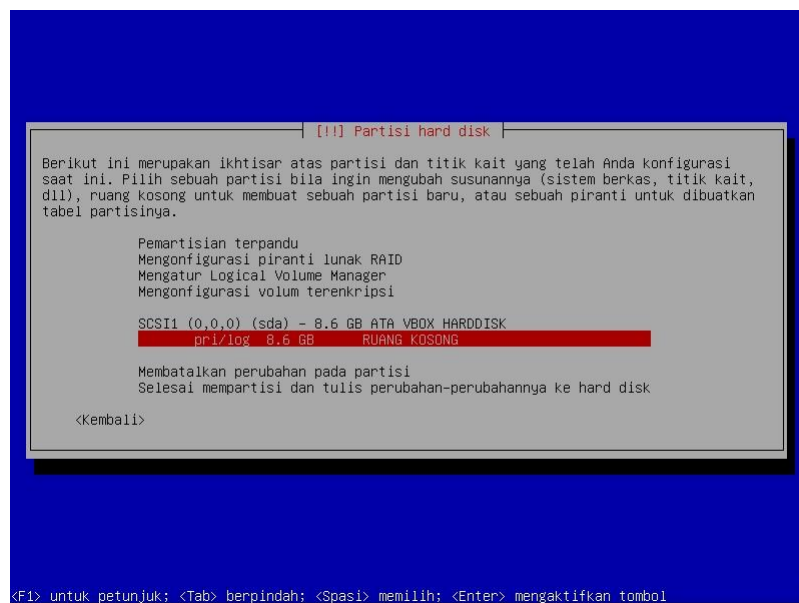 [!!] Partisi hard disk
Berikut ini merupakan ikhtisar atas partisi dan titik kait yang telah Anda konfigurasi
saat ini. Pilih sebuah partisi bila ingin mengubah susunannya (sistem berkas, titik kait,
dll), ruang kosong untuk membuat sebuah partisi baru, atau sebuah piranti untuk dibuatkan
tabel partisinya.
Pemartisian terpandu
Mengonfigurasi piranti lunak RAID
Mengatur Logical Volume Manager
Mengonfigurasi volum terenkripsi
SCSI1 (0,0,0) (sda) - 8.6 GB ATA VBOX HARDDISK
pri/log 8.6 GB RUANG KOSONG
Membatalkan perubahan pada partisi
Selesai mempartisi dan tulis perubahan-perubahannya ke hard disk
<Kembali>
<F1> untuk petunjuk; <Tab> berpindah; <Spasi> memilih; <Enter> mengaktifkan tombol